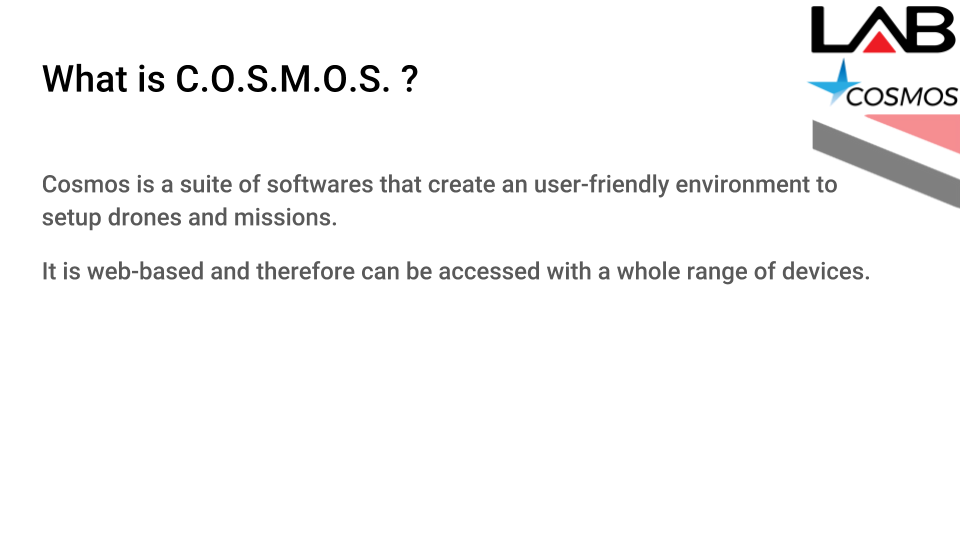 LAB
COSMOS
What is C.O.S.M.O.S. ?
Cosmos is a suite of softwares that create an user-friendly environment to
setup drones and missions.
It is web-based and therefore can be accessed with a whole range of devices.